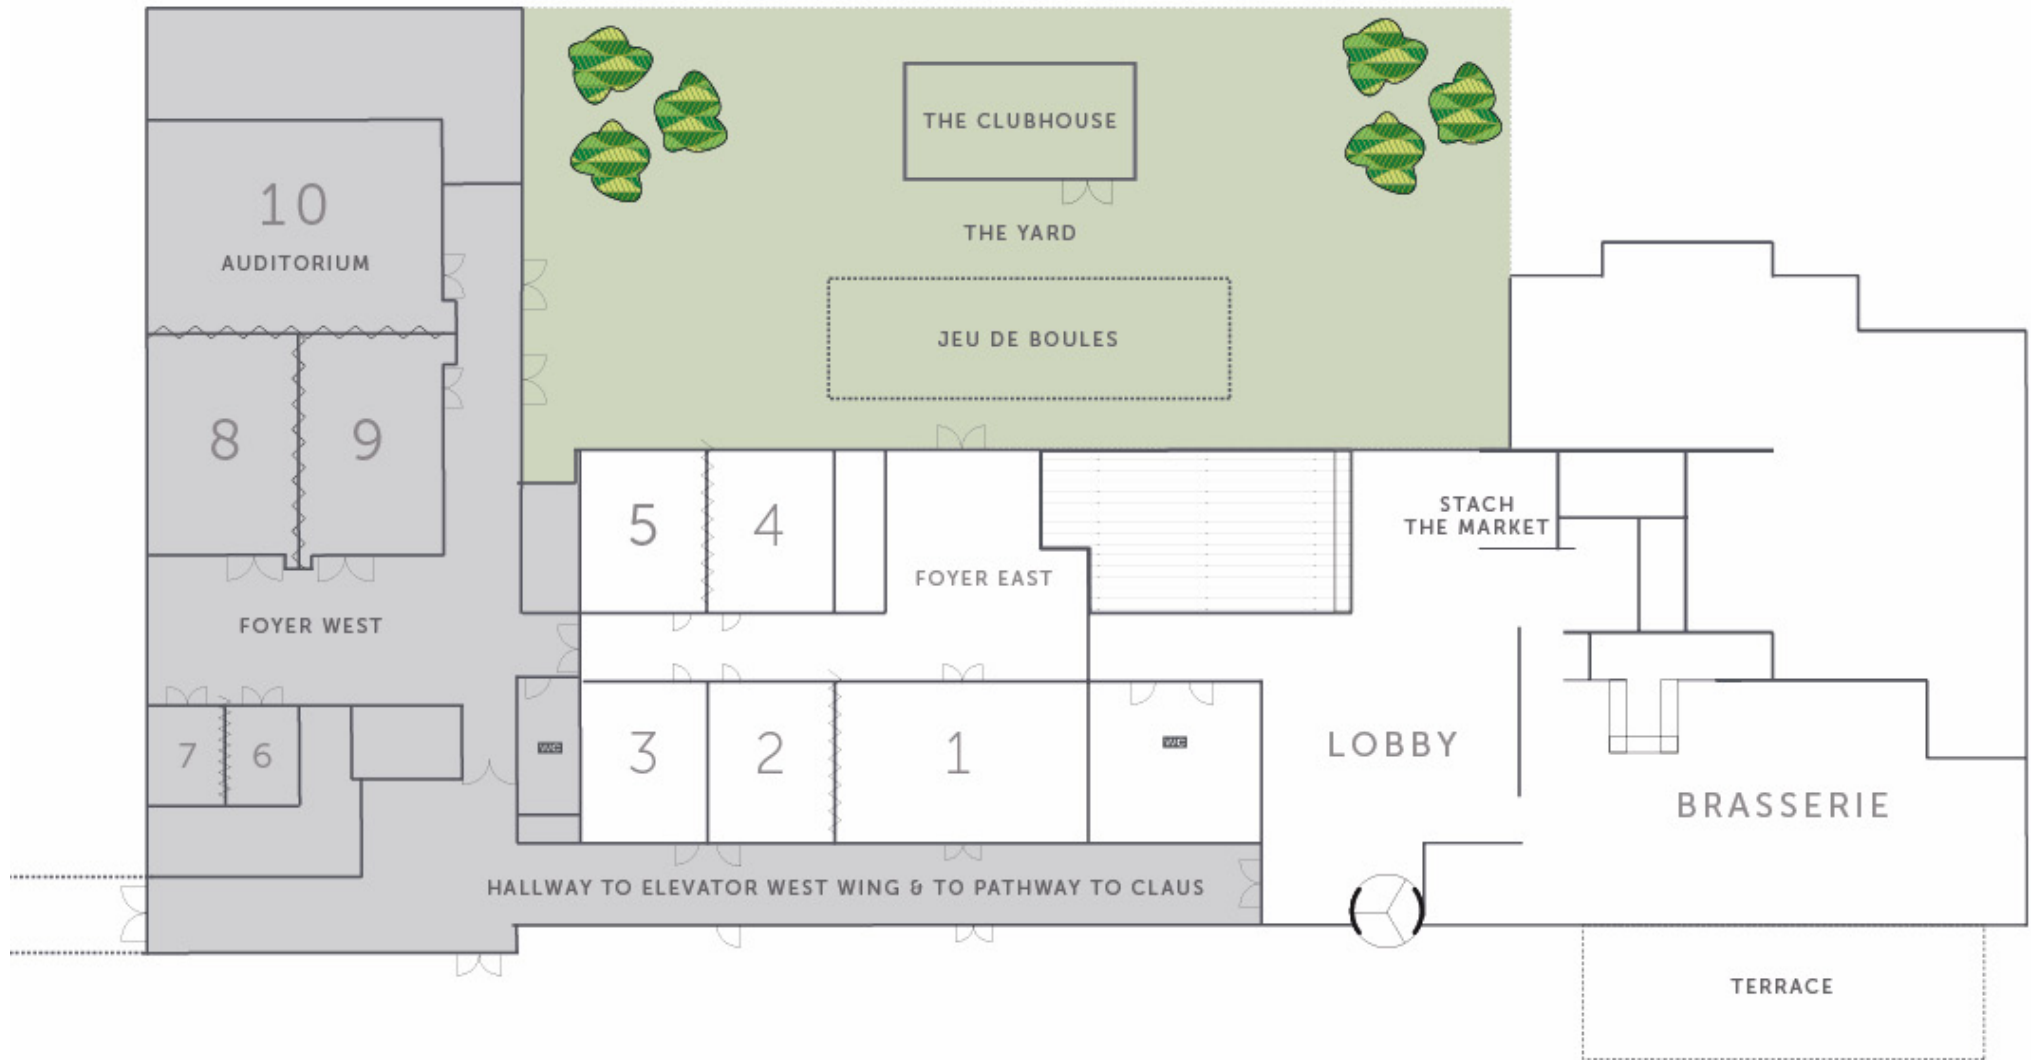 THE CLUBHOUSE
10
AUDITORIUM
THE YARD
JEU DE BOULES
8
9
5
4
STACH
THE MARKET
FOYER EAST
FOYER WEST
7
6
WC
3
2
1
WC
LOBBY
BRASSERIE
HALLWAY TO ELEVATOR WEST WING & TO PATHWAY TO CLAUS
TERRACE